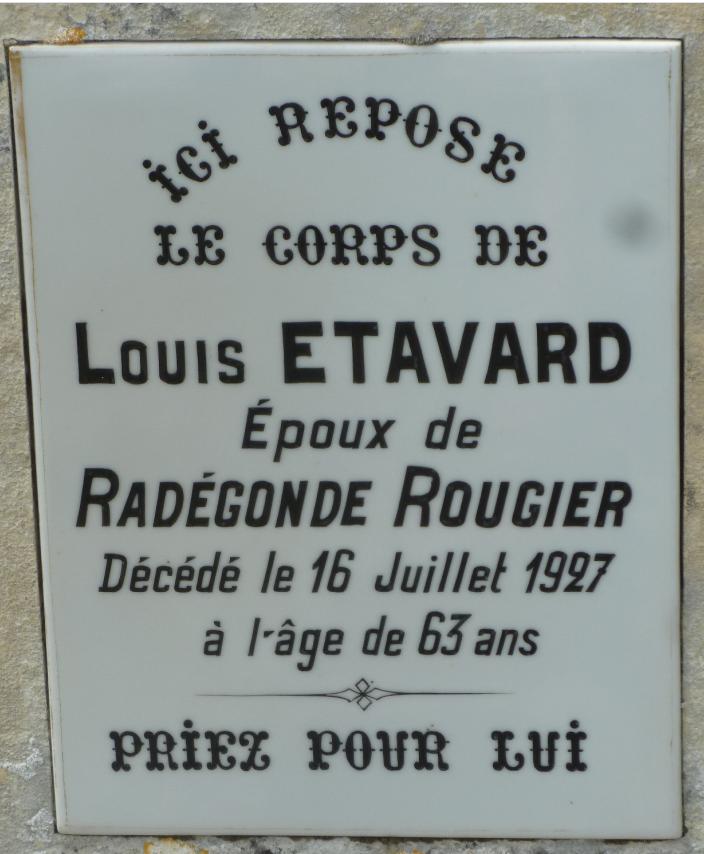 ICI REPOSE
LE CORPS DE
LOUIS ETAVARD
Époux de
RADÉGONDE ROUGIER
Décédé le 16 Juillet 1927
à l'âge de 63 ans
PRIEZ POUR LUI